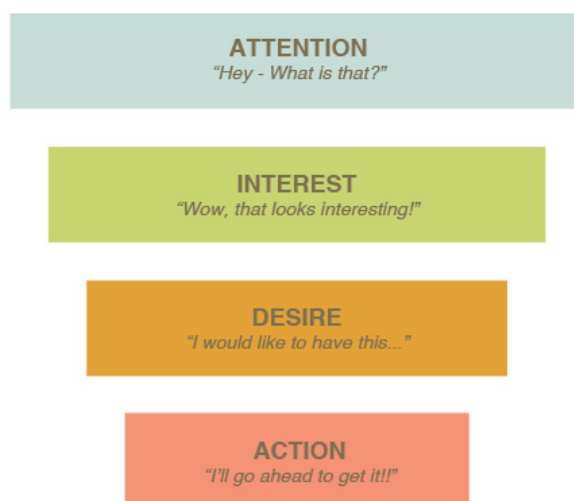 ATTENTION
“Hey - What is that?”
INTEREST
“Wow, that looks interesting!”
DESIRE
“I would like to have this...”
ACTION
“I’ll go ahead to get it!!”